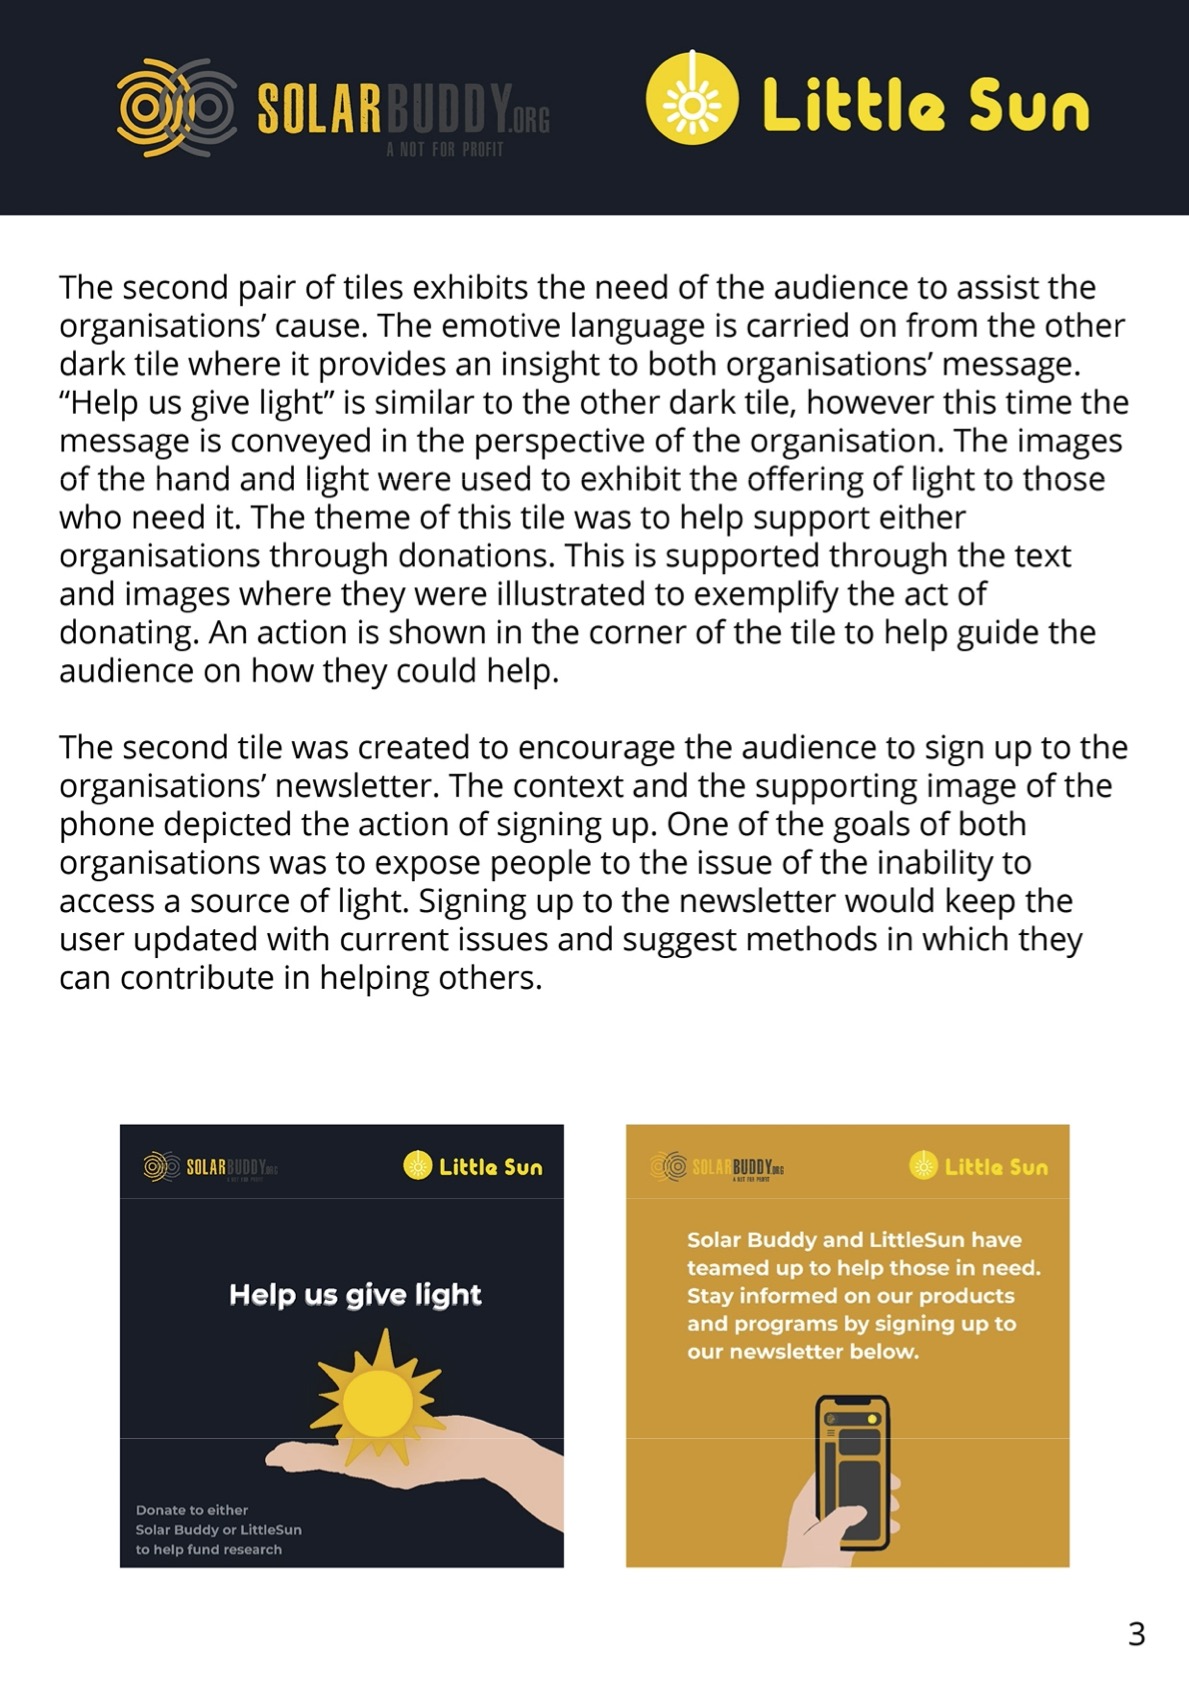 SOLARBUDDY.ORG
A NOT FOR PROFIT
Little Sun
The second pair of tiles exhibits the need of the audience to assist the
organisations’ cause. The emotive language is carried on from the other
dark tile where it provides an insight to both organisations’ message.
“Help us give light” is similar to the other dark tile, however this time the
message is conveyed in the perspective of the organisation. The images
of the hand and light were used to exhibit the offering of light to those
who need it. The theme of this tile was to help support either
organisations through donations. This is supported through the text
and images where they were illustrated to exemplify the act of
donating. An action is shown in the corner of the tile to help guide the
audience on how they could help.
The second tile was created to encourage the audience to sign up to the
organisations’ newsletter. The context and the supporting image of the
phone depicted the action of signing up. One of the goals of both
organisations was to expose people to the issue of the inability to
access a source of light. Signing up to the newsletter would keep the
user updated with current issues and suggest methods in which they
can contribute in helping others.
SOLARBUDDY.ORG
A NOT FOR PROFIT
Little Sun
Help us give light
Donate to either
Solar Buddy or LittleSun
to help fund research
SOLARBUDDY.ORG
A NOT FOR PROFIT
Little Sun
Solar Buddy and LittleSun have
teamed up to help those in need.
Stay informed on our products
and programs by signing up to
our newsletter below.
3